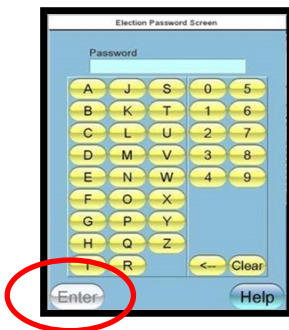 Election Password Screen
Password
A J S 0 5
B K T 1 6
C L U 2 7
D M V 3 8
E N W 4 9
F O X
G P Y
H Q Z
I R <-- Clear
Enter Help